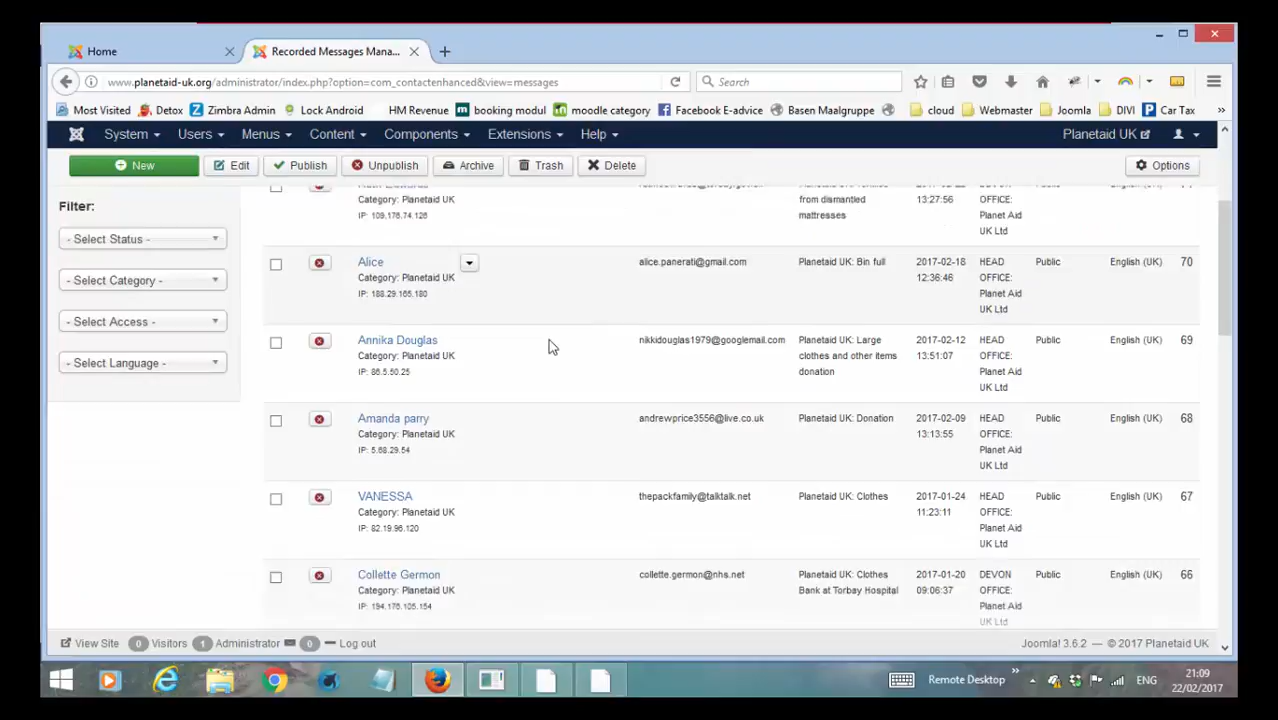 Home
Recorded Messages Mana...
www.planetaid-uk.org/administrator/index.php?option=com_contactenhanced&view=messages
Search
Most Visited Detox Zimbra Admin Lock Android HM Revenue booking modul moodle category Facebook E-advice Basen Maalgruppe cloud Webmaster Joomla DIVI Car Tax
System Users Menus Content Components Extensions Help Planetaid UK
New Edit Publish Unpublish Archive Trash Delete Options
Filter:
- Select Status -
- Select Category -
- Select Access -
- Select Language -
Category: Planetaid UK
IP: 109.176.74.126
from dismantled
mattresses
13:27:56
OFFICE:
Planet Aid
UK Ltd
Alice
Category: Planetaid UK
IP: 188.29.165.180
alice.panerati@gmail.com
Planetaid UK: Bin full
2017-02-18
12:36:46
HEAD
OFFICE:
Planet Aid
UK Ltd
Public
English (UK)
70
Annika Douglas
Category: Planetaid UK
IP: 86.5.50.25
nikkidouglas1979@googlemail.com
Planetaid UK: Large
clothes and other items
donation
2017-02-12
13:51:07
HEAD
OFFICE:
Planet Aid
UK Ltd
Public
English (UK)
69
Amanda parry
Category: Planetaid UK
IP: 5.68.29.54
andrewprice3556@live.co.uk
Planetaid UK: Donation
2017-02-09
13:13:55
HEAD
OFFICE:
Planet Aid
UK Ltd
Public
English (UK)
68
VANESSA
Category: Planetaid UK
IP: 82.19.96.120
thepackfamily@talktalk.net
Planetaid UK: Clothes
2017-01-24
11:23:11
HEAD
OFFICE:
Planet Aid
UK Ltd
Public
English (UK)
67
Collette Germon
Category: Planetaid UK
IP: 194.176.105.154
collette.germon@nhs.net
Planetaid UK: Clothes
Bank at Torbay Hospital
2017-01-20
09:06:37
DEVON
OFFICE:
Planet Aid
UK Ltd
Public
English (UK)
66
View Site 0 Visitors 1 Administrator 0 Log out
Joomla! 3.6.2 — © 2017 Planetaid UK
Remote Desktop
ENG
21:09
22/02/2017